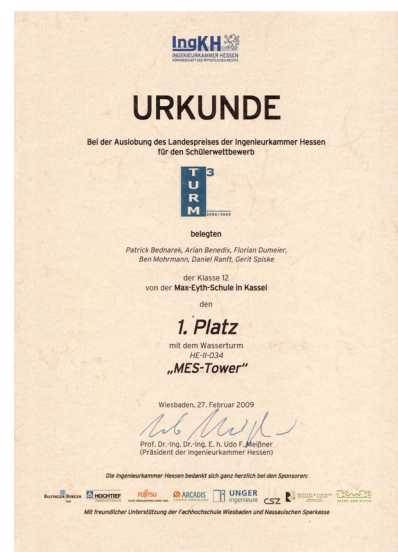 IngKH
INGENIEURKAMMER HESSEN
KÖRPERSCHAFT DES ÖFFENTLICHEN RECHTS
URKUNDE
Bei der Auslobung des Landespreises der Ingenieurkammer Hessen
für den Schülerwettbewerb
TURM 3
2008/2009
belegten
Patrick Bednarek, Arian Benedix, Florian Dumeier,
Ben Mohrmann, Daniel Ranft, Gerit Spiske
der Klasse 12
von der Max-Eyth-Schule in Kassel
den
1. Platz
mit dem Wasserturm
HE-II-034
„MES-Tower“
Wiesbaden, 27. Februar 2009
Prof. Dr.-Ing. Dr.-Ing. E. h. Udo F. Meißner
(Präsident der Ingenieurkammer Hessen)
Die Ingenieurkammer Hessen bedankt sich ganz herzlich bei den Sponsoren:
BILFINGER BERGER HOCHTIEF FUJITSU ARCADIS UNGER ingenieure CSZ
Mit freundlicher Unterstützung der Fachhochschule Wiesbaden und Nassauischen Sparkasse